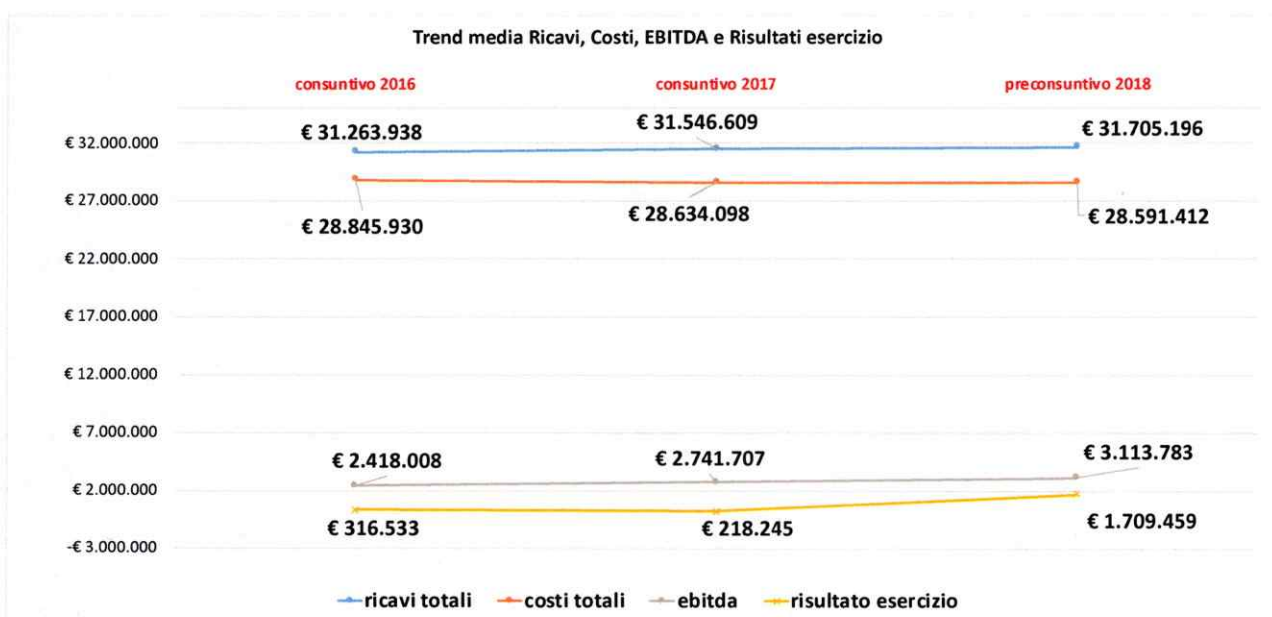 Trend media Ricavi, Costi, EBITDA e Risultati esercizio
consuntivo 2016 consuntivo 2017 preconsuntivo 2018
€ 31.263.938 € 31.546.609 € 31.705.196
€ 32.000.000
€ 27.000.000
€ 28.845.930 € 28.634.098 € 28.591.412
€ 22.000.000
€ 17.000.000
€ 12.000.000
€ 7.000.000
€ 2.418.008 € 2.741.707 € 3.113.783
€ 2.000.000
€ 316.533 € 218.245 € 1.709.459
-€ 3.000.000
ricavi totali costi totali ebitda risultato esercizio